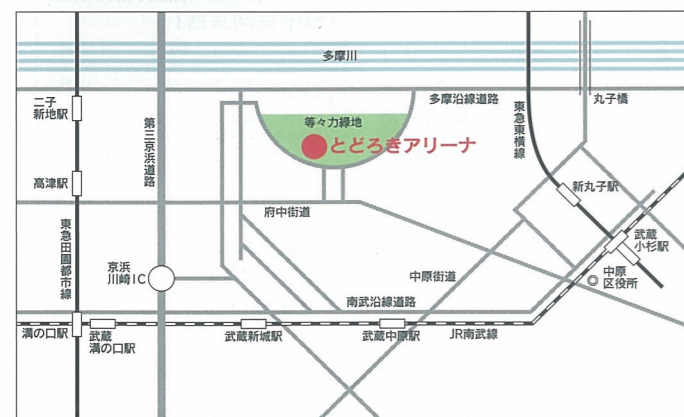 多摩川
二子
新地駅
第三京浜道路
多摩沿線道路
東急東横線
丸子橋
等々力緑地
とどろきアリーナ
高津駅
新丸子駅
府中街道
東急田園都市線
武蔵
小杉駅
京浜
川崎IC
中原街道
中原
区役所
南武沿線道路
溝の口駅
武蔵
溝の口駅
武蔵新城駅
武蔵中原駅
JR南武線